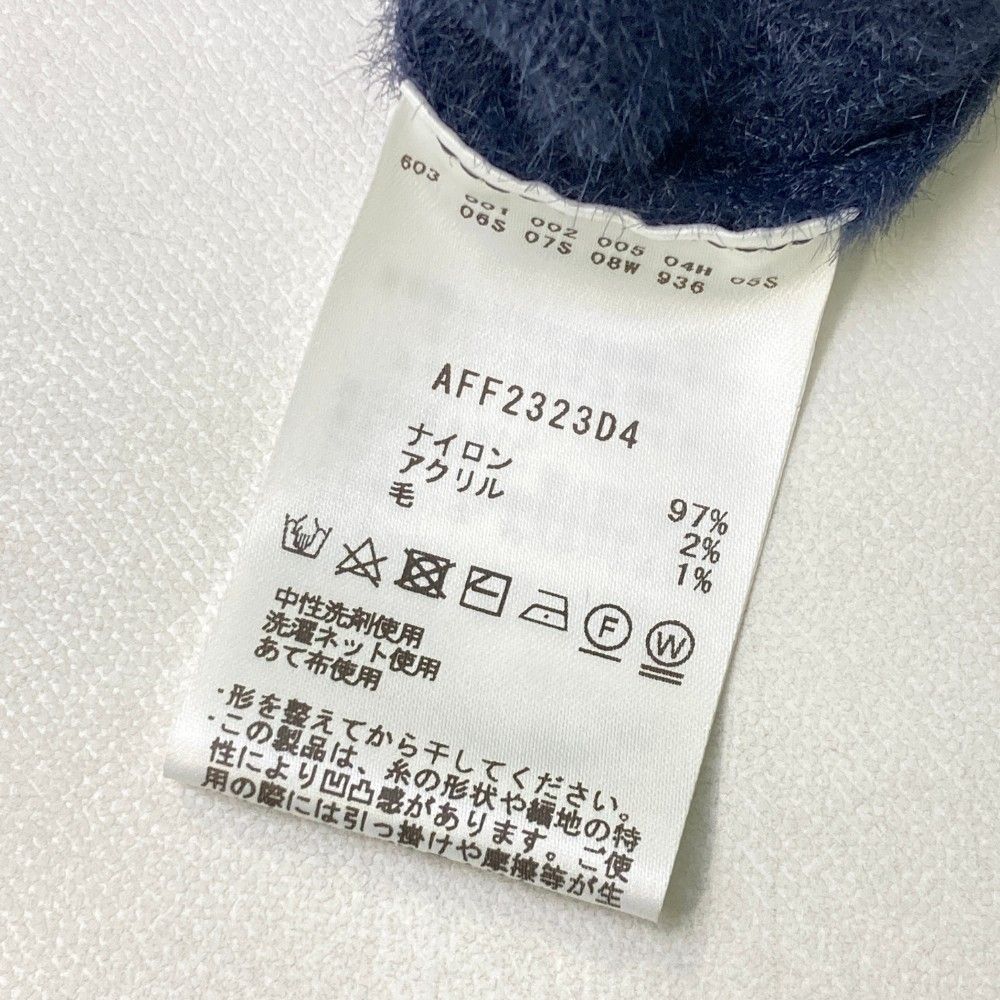 603 001 002 005 04H 05S
06S 07S 08W 936
AFF2323D4
ナイロン 97%
アクリル 2%
毛 1%
F W
中性洗剤使用
洗濯ネット使用
あて布使用
・形を整えてから干してください。
・この製品は、糸の形状や編地の特
性により凹凸感があります。ご使
用の際には引っ掛けや摩擦等が生